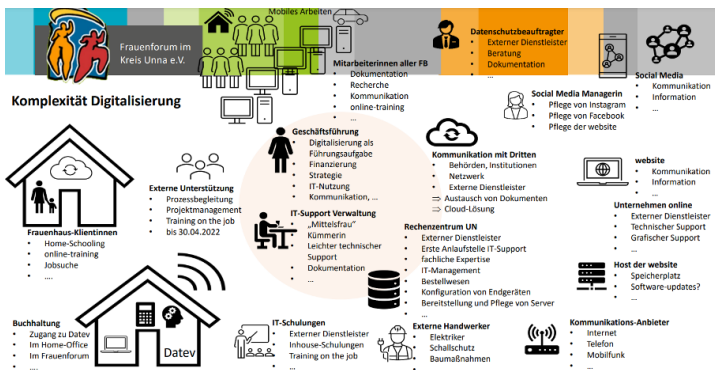 Mobiles Arbeiten
Frauenforum im
Kreis Unna e.V.
Komplexität Digitalisierung
Mitarbeiterinnen aller FB
• Dokumentation
• Recherche
• Kommunikation
• online-training
• ...
Datenschutzbeauftragter
• Externer Dienstleister
• Beratung
• Dokumentation
• ...
Social Media
• Kommunikation
• Information
• ...
Social Media Managerin
• Pflege von Instagram
• Pflege von Facebook
• Pflege der website
Geschäftsführung
• Digitalisierung als
Führungsaufgabe
• Finanzierung
• Strategie
• IT-Nutzung
• Kommunikation, ...
Kommunikation mit Dritten
• Behörden, Institutionen
• Netzwerk
• Externe Dienstleister
⇒ Austausch von Dokumenten
⇒ Cloud-Lösung
website
• Kommunikation
• Information
• ...
Externe Unterstützung
• Prozessbegleitung
• Projektmanagement
• Training on the job
• bis 30.04.2022
Frauenhaus-Klientinnen
• Home-Schooling
• online-training
• Jobsuche
• ....
IT-Support Verwaltung
• „Mittelsfrau"
• Kümmerin
• Leichter technischer
Support
• Dokumentation
• ...
Rechenzentrum UN
• Externer Dienstleister
• Erste Anlaufstelle IT-Support
• fachliche Expertise
• IT-Management
• Bestellwesen
• Konfiguration von Endgeräten
• Bereitstellung und Pflege von Server
• ...
Unternehmen online
• Externer Dienstleister
• Technischer Support
• Grafischer Support
• ...
Host der website
• Speicherplatz
• Software-updates?
• ...
Buchhaltung
• Zugang zu Datev
• Im Home-Office
• Im Frauenforum
• ...
Datev
IT-Schulungen
• Externer Dienstleister
• Inhouse-Schulungen
• Training on the job
• ...
Externe Handwerker
• Elektriker
• Schallschutz
• Baumaßnahmen
• ...
Kommunikations-Anbieter
• Internet
• Telefon
• Mobilfunk
• ...